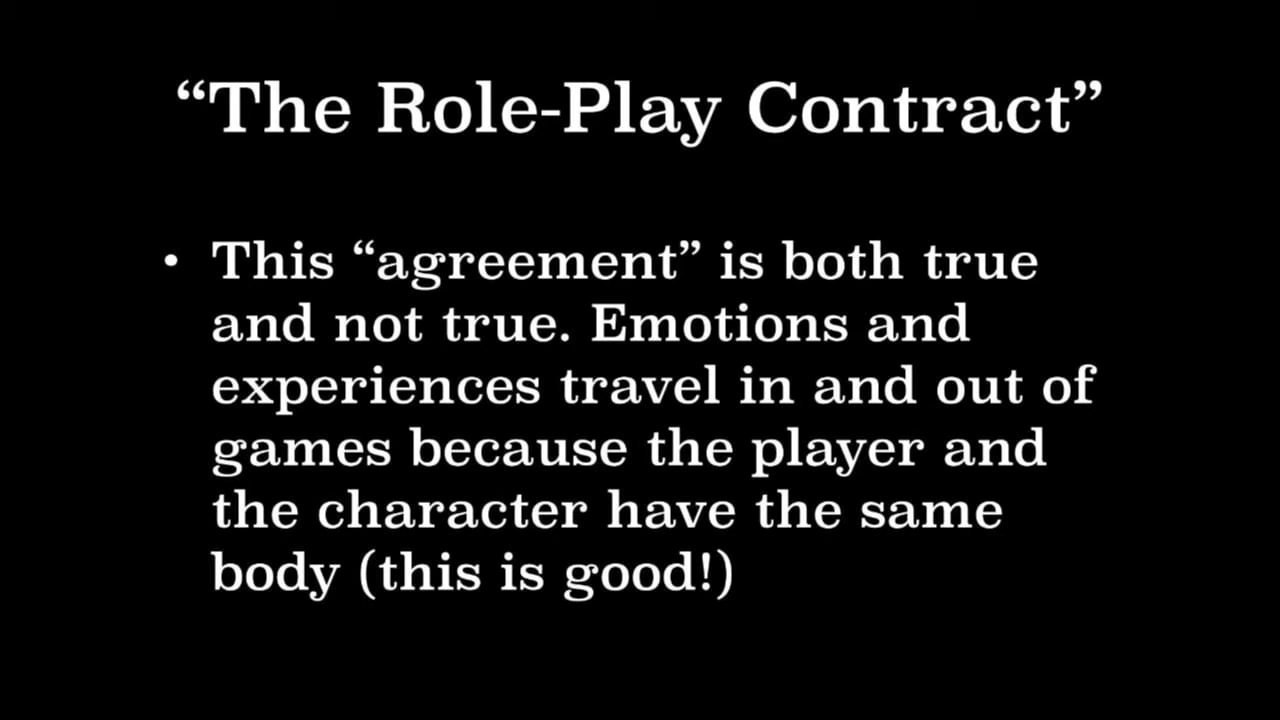 “The Role-Play Contract”
• This “agreement” is both true
and not true. Emotions and
experiences travel in and out of
games because the player and
the character have the same
body (this is good!)